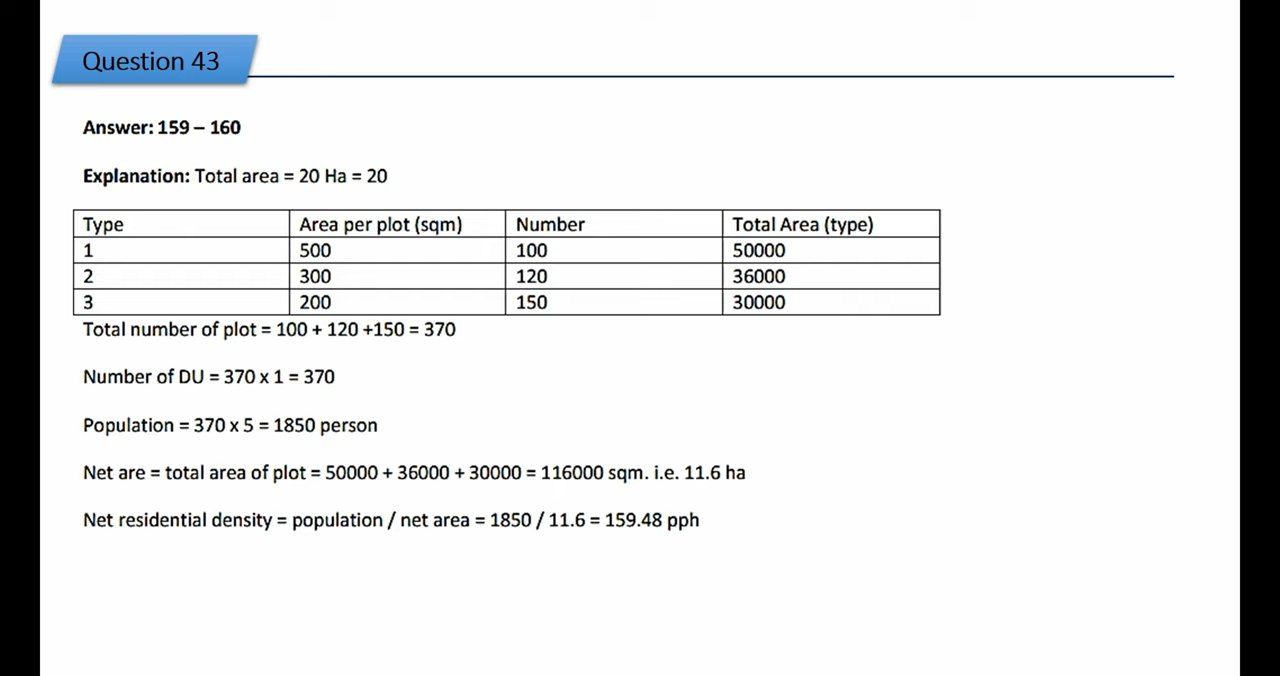 Question 43
Answer: 159 – 160
Explanation: Total area = 20 Ha = 20
Type Area per plot (sqm) Number Total Area (type)
1 500 100 50000
2 300 120 36000
3 200 150 30000
Total number of plot = 100 + 120 +150 = 370
Number of DU = 370 x 1 = 370
Population = 370 x 5 = 1850 person
Net are = total area of plot = 50000 + 36000 + 30000 = 116000 sqm. i.e. 11.6 ha
Net residential density = population / net area = 1850 / 11.6 = 159.48 pph